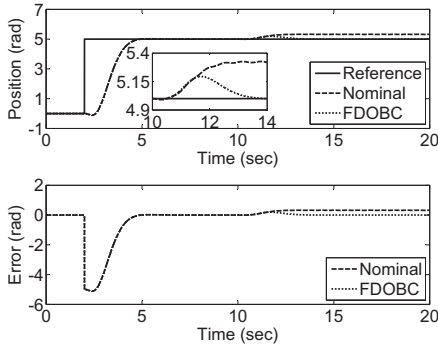 Position (rad)
7
5
3
1
-1
5.4
5.15
4.9
10
12
14
Reference
Nominal
FDOBC
0
5
10
15
20
Time (sec)
Error (rad)
2
0
-2
-4
-6
Nominal
FDOBC
0
5
10
15
20
Time (sec)